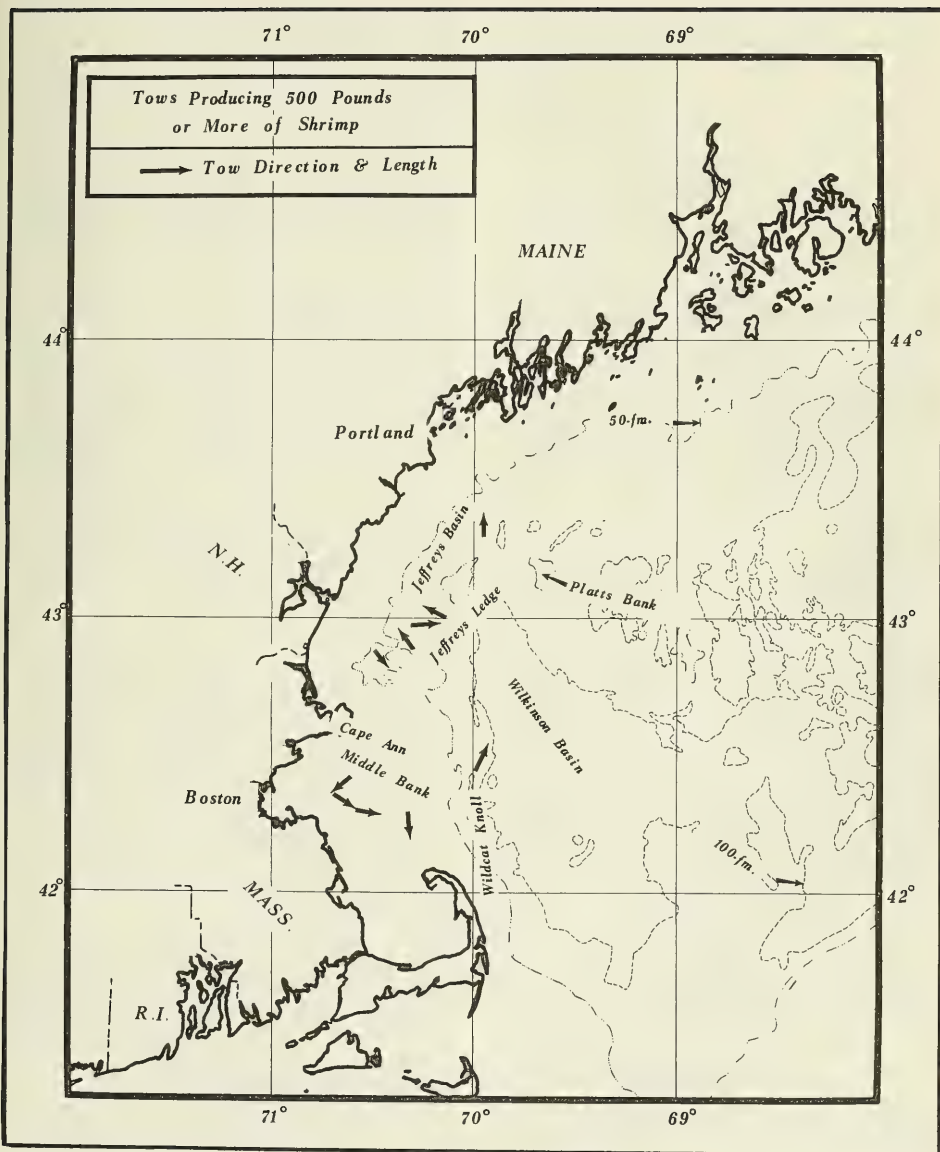 71°
70°
69°
Tows Producing 500 Pounds
or More of Shrimp
Tow Direction & Length
MAINE
44°
44°
Portland
50-fm.
Jeffreys Basin
N.H.
Platts Bank
43°
43°
Jeffreys Ledge
Wilkinson Basin
Cape Ann
Middle Bank
Boston
Wildcat Knoll
100-fm.
42°
42°
MASS.
R.I.
71°
70°
69°